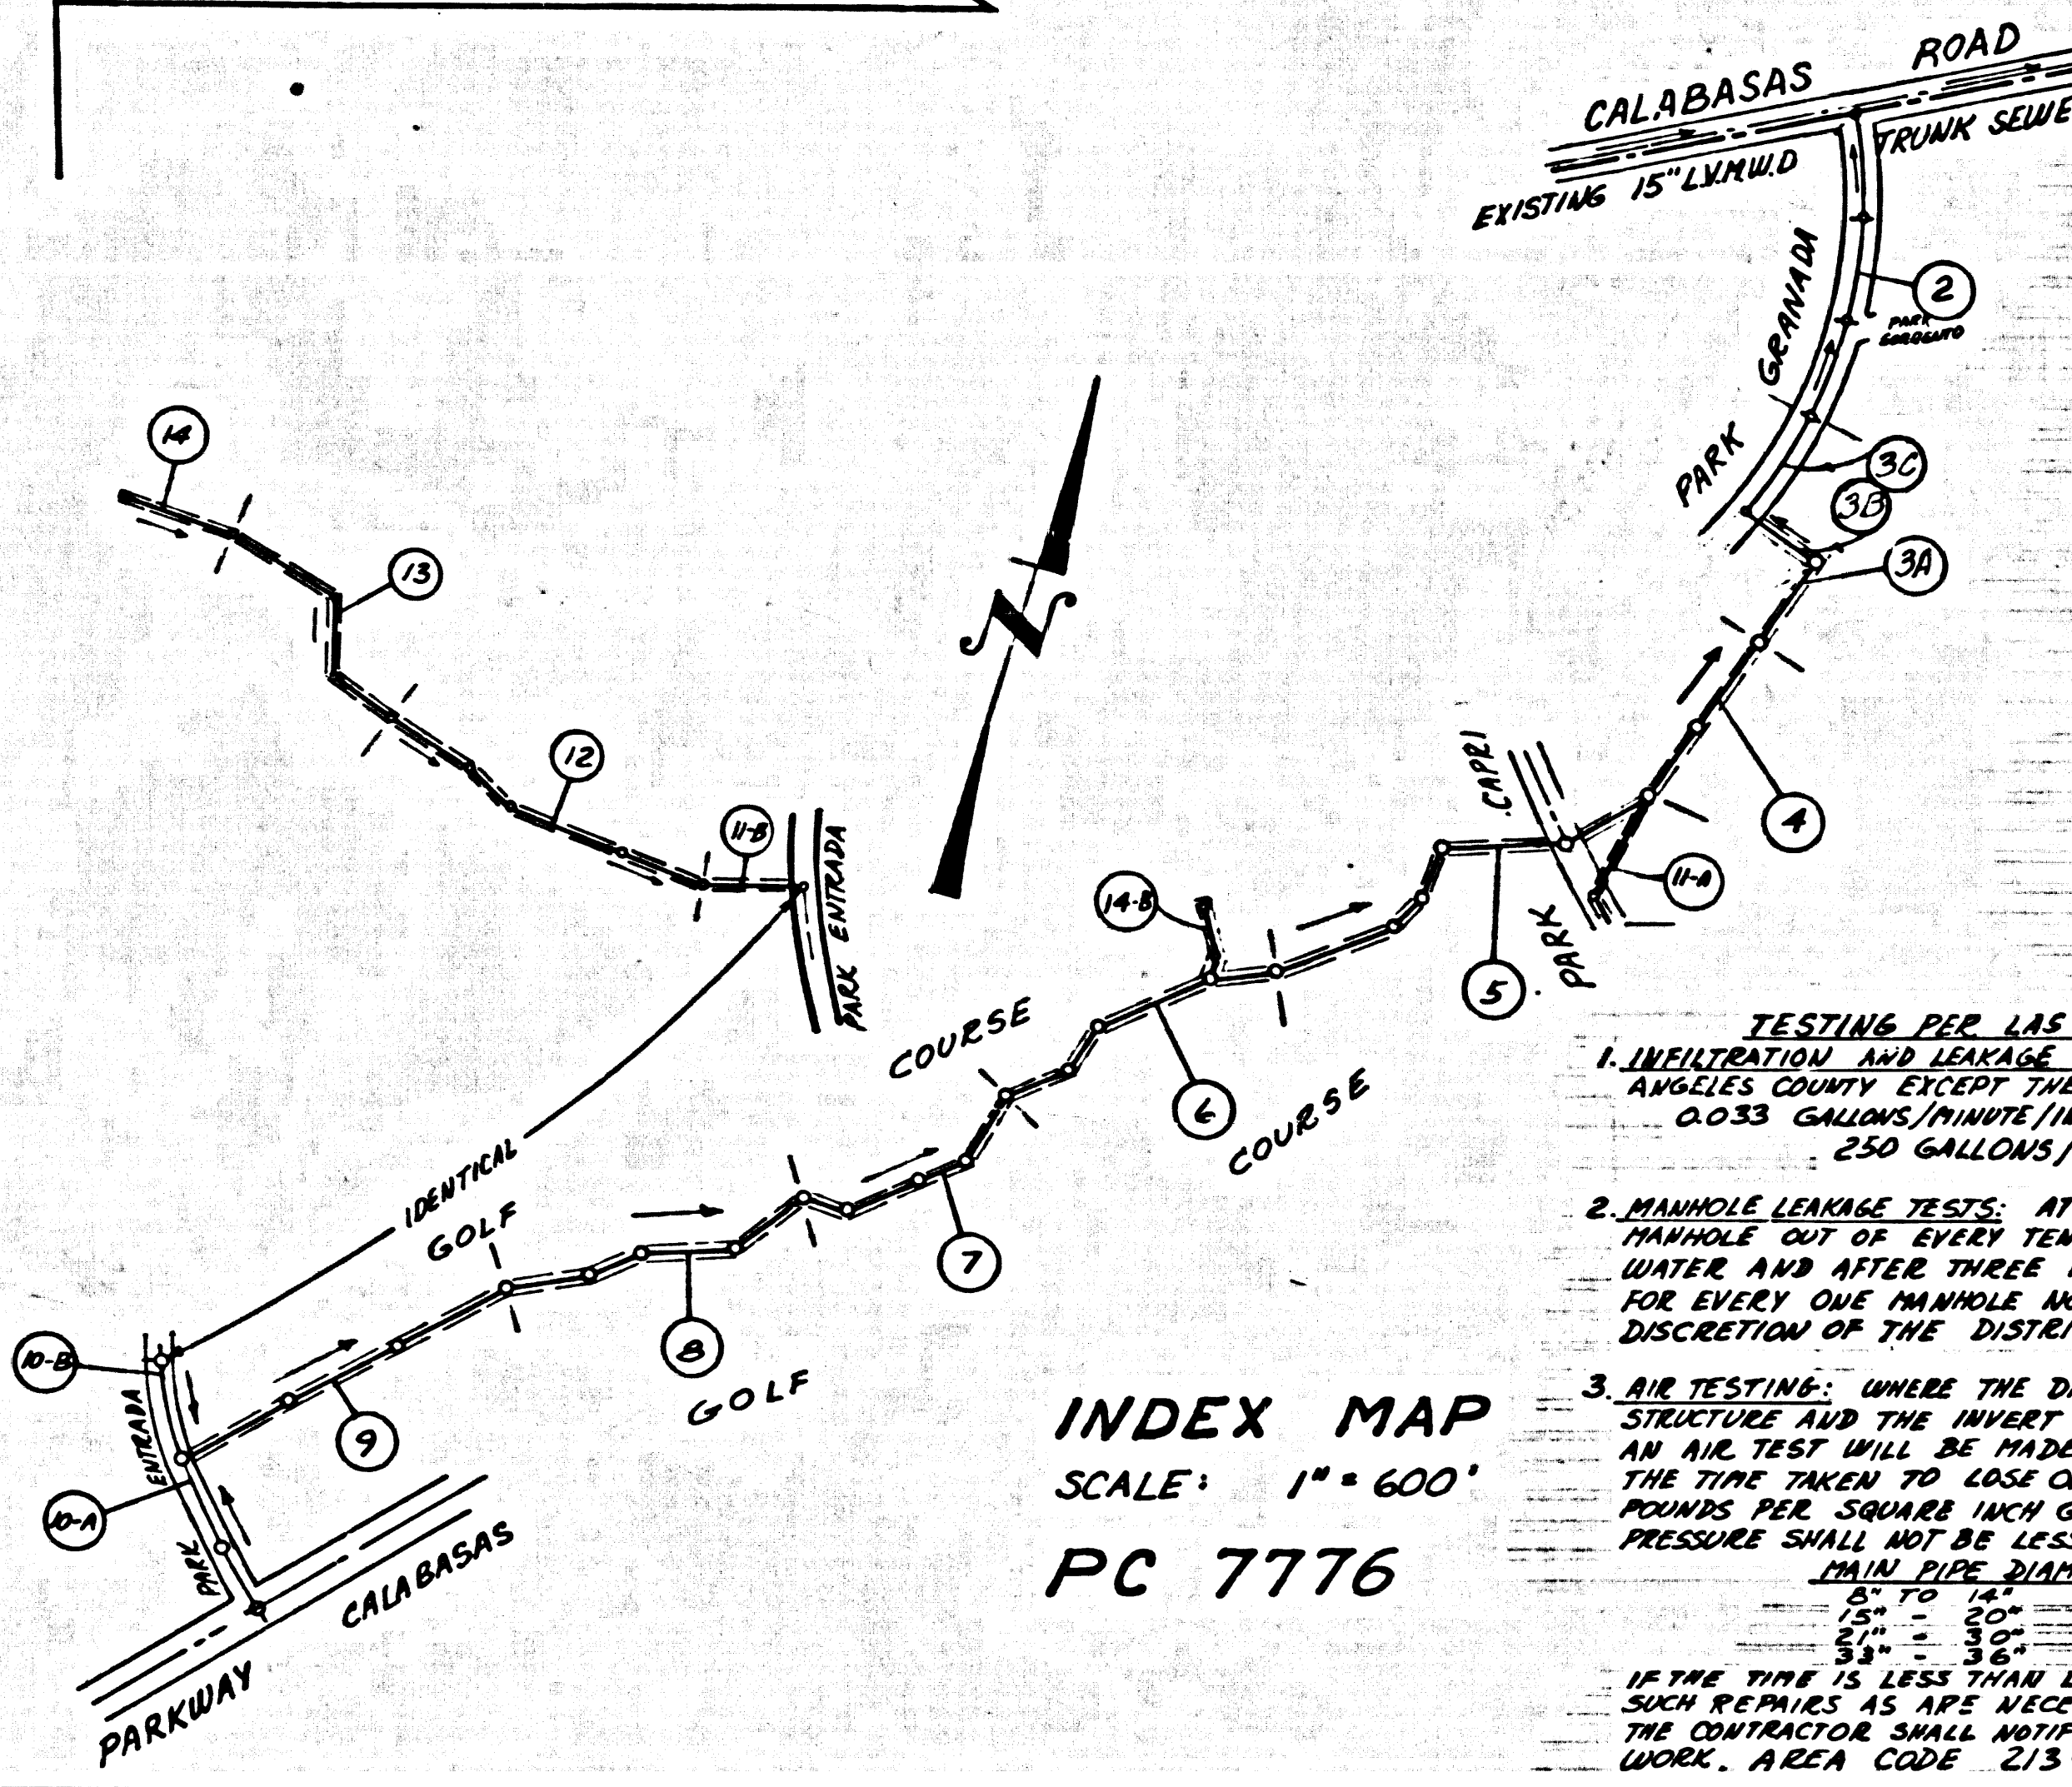 CALABASAS ROAD
EXISTING 15" L.V.M.W.D TRUNK SEWE
PARK GRANADA
2
PARK
3C
3B
3A
14
13
12
11-B
PARK ENTRADA
N
4
CAPRI
PARK
11-A
5
14-B
6
COURSE
COURSE
IDENTICAL
GOLF
7
8
GOLF
9
10-B
10-A
PARK ENTRADA
CALABASAS
PARKWAY
INDEX MAP
SCALE: 1" = 600'
PC 7776
TESTING PER LAS
1. INFILTRATION AND LEAKAGE
ANGELES COUNTY EXCEPT THE
0.033 GALLONS/MINUTE/IN
250 GALLONS/
2. MANHOLE LEAKAGE TESTS: AT
MANHOLE OUT OF EVERY TEN
WATER AND AFTER THREE
FOR EVERY ONE MANHOLE NO
DISCRETION OF THE DISTRI
3. AIR TESTING: WHERE THE DI
STRUCTURE AND THE INVERT
AN AIR TEST WILL BE MADE
THE TIME TAKEN TO LOSE O
POUNDS PER SQUARE INCH G
PRESSURE SHALL NOT BE LESS
MAIN PIPE DIAM
8" TO 14"
15" - 20"
21" - 30"
33" - 36"
IF THE TIME IS LESS THAN
SUCH REPAIRS AS ARE NECE
THE CONTRACTOR SHALL NOTIF
WORK. AREA CODE 213